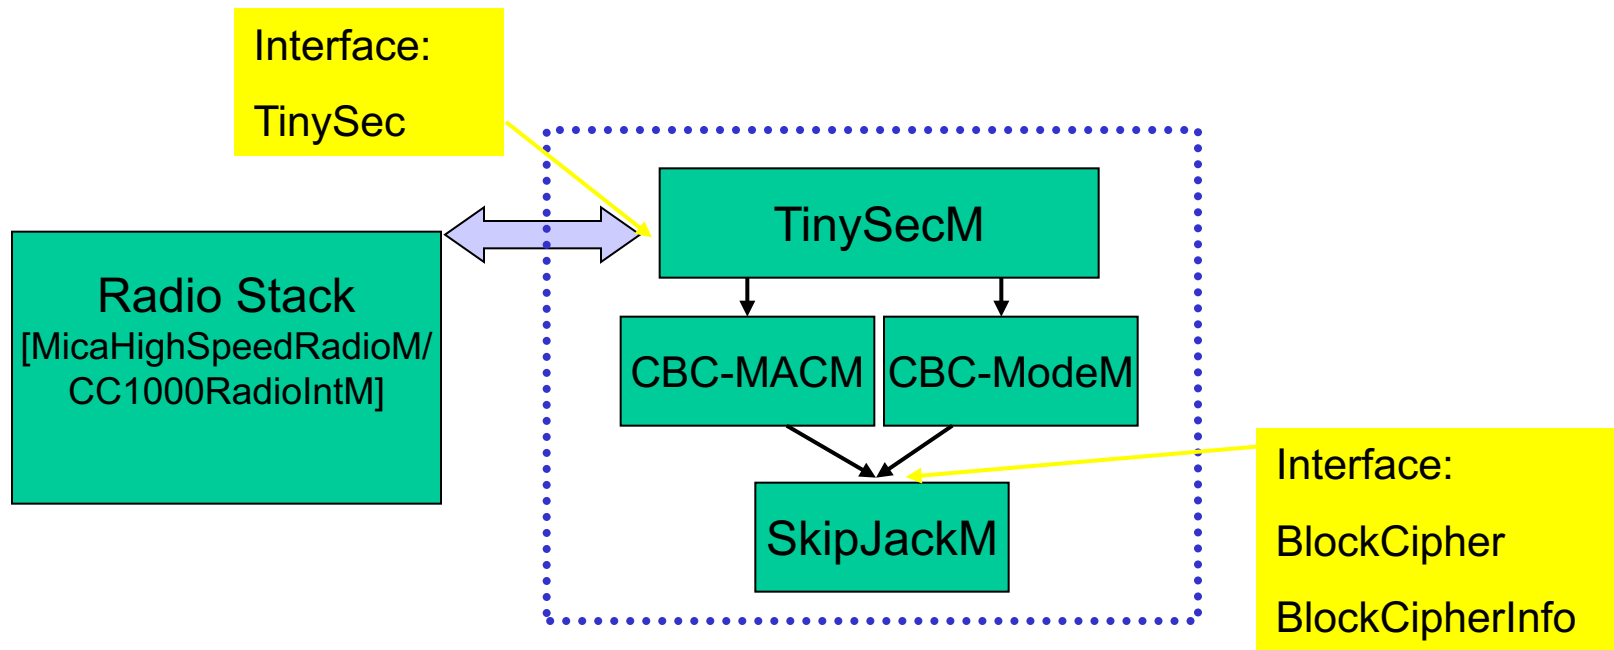 Interface:
TinySec
TinySecM
Radio Stack
[MicaHighSpeedRadioM/
CC1000RadioIntM]
CBC-MACM
CBC-ModeM
SkipJackM
Interface:
BlockCipher
BlockCipherInfo